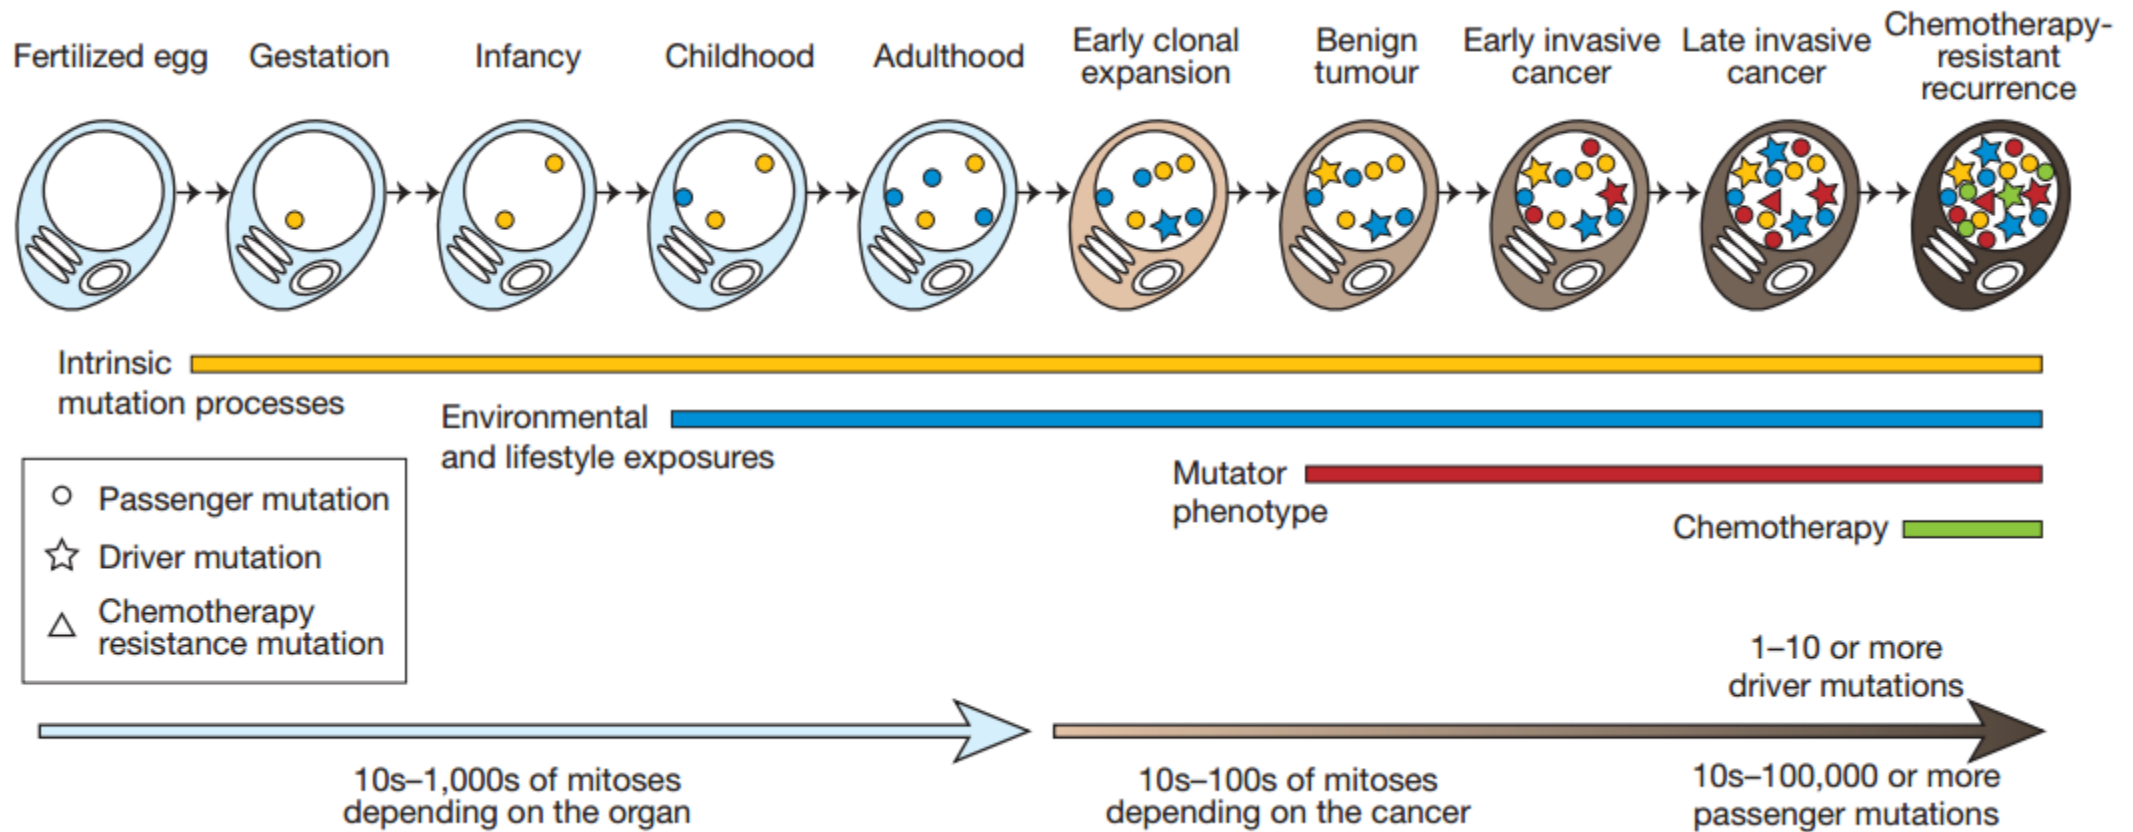 Fertilized egg
Gestation
Infancy
Childhood
Adulthood
Early clonal
expansion
Benign
tumour
Early invasive
cancer
Late invasive
cancer
Chemotherapy-
resistant
recurrence
Intrinsic
mutation processes
Environmental
and lifestyle exposures
Mutator
phenotype
Chemotherapy
Passenger mutation
Driver mutation
Chemotherapy
resistance mutation
1–10 or more
driver mutations
10s–1,000s of mitoses
depending on the organ
10s–100s of mitoses
depending on the cancer
10s–100,000 or more
passenger mutations